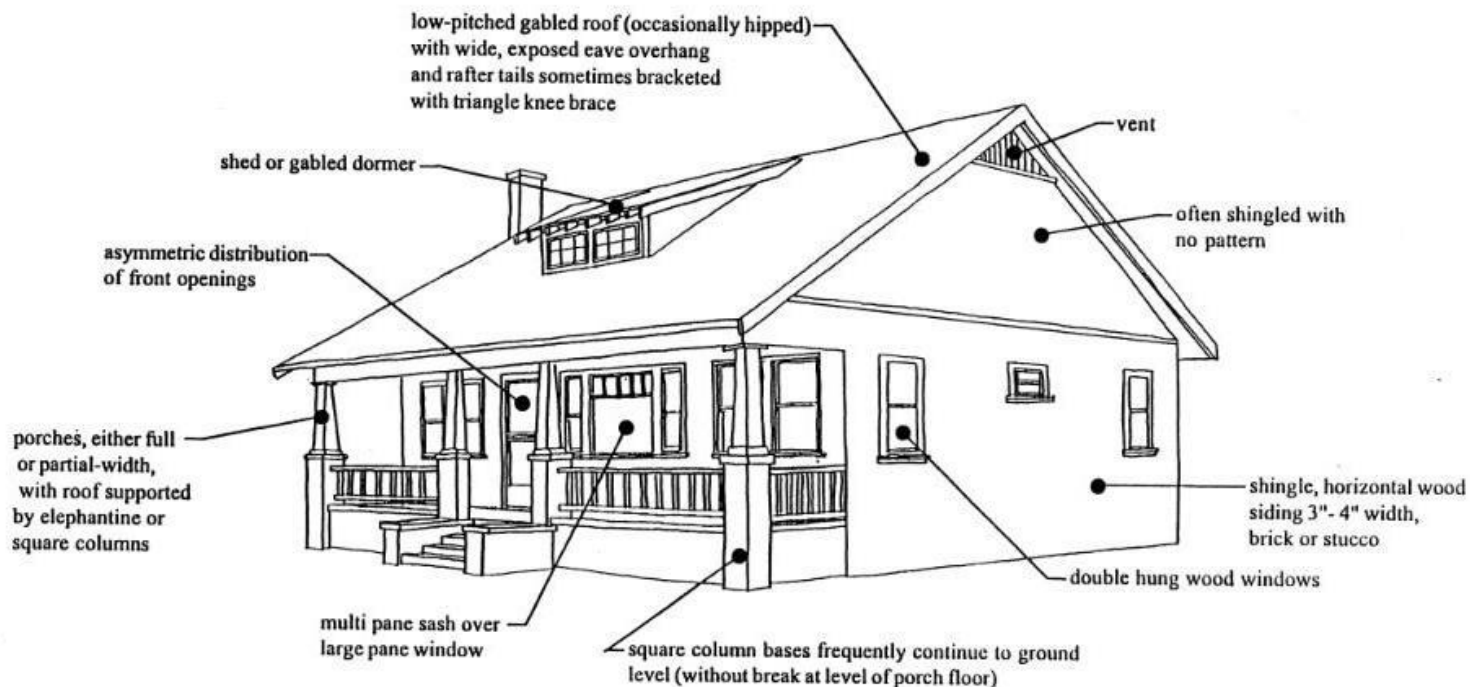 low-pitched gabled roof (occasionally hipped)
with wide, exposed eave overhang
and rafter tails sometimes bracketed
with triangle knee brace
vent
shed or gabled dormer
often shingled with
no pattern
asymmetric distribution
of front openings
porches, either full
or partial-width,
with roof supported
by elephantine or
square columns
shingle, horizontal wood
siding 3"- 4" width,
brick or stucco
double hung wood windows
multi pane sash over
large pane window
square column bases frequently continue to ground
level (without break at level of porch floor)